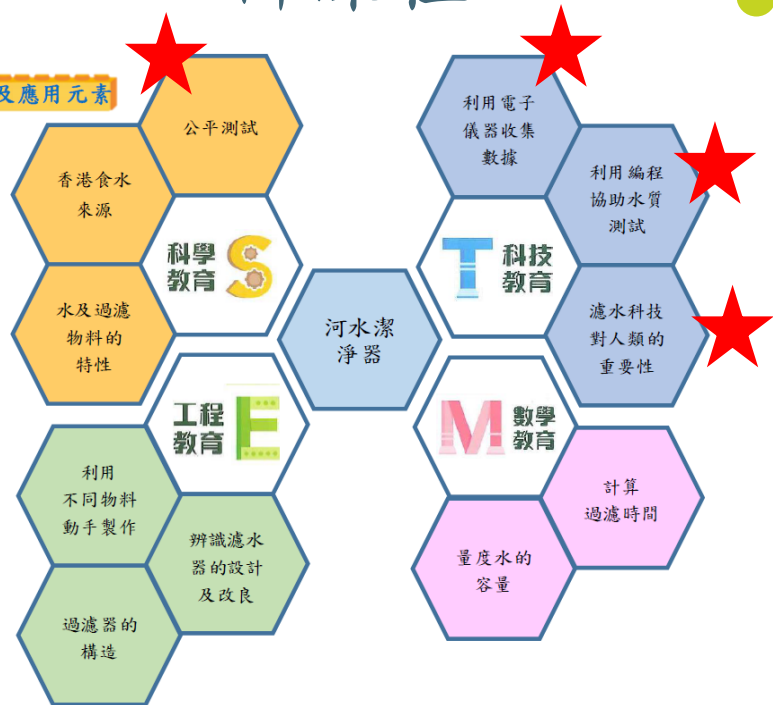 及應用元素
公平測試
香港食水
來源
水及過濾
物料的
特性
科學
教育
S
利用電子
儀器收集
數據
利用編程
協助水質
測試
濾水科技
對人類的
重要性
T
科技
教育
河水潔
淨器
工程
教育
E
利用
不同物料
動手製作
辨識濾水
器的設計
及改良
過濾器的
構造
M
數學
教育
計算
過濾時間
量度水的
容量